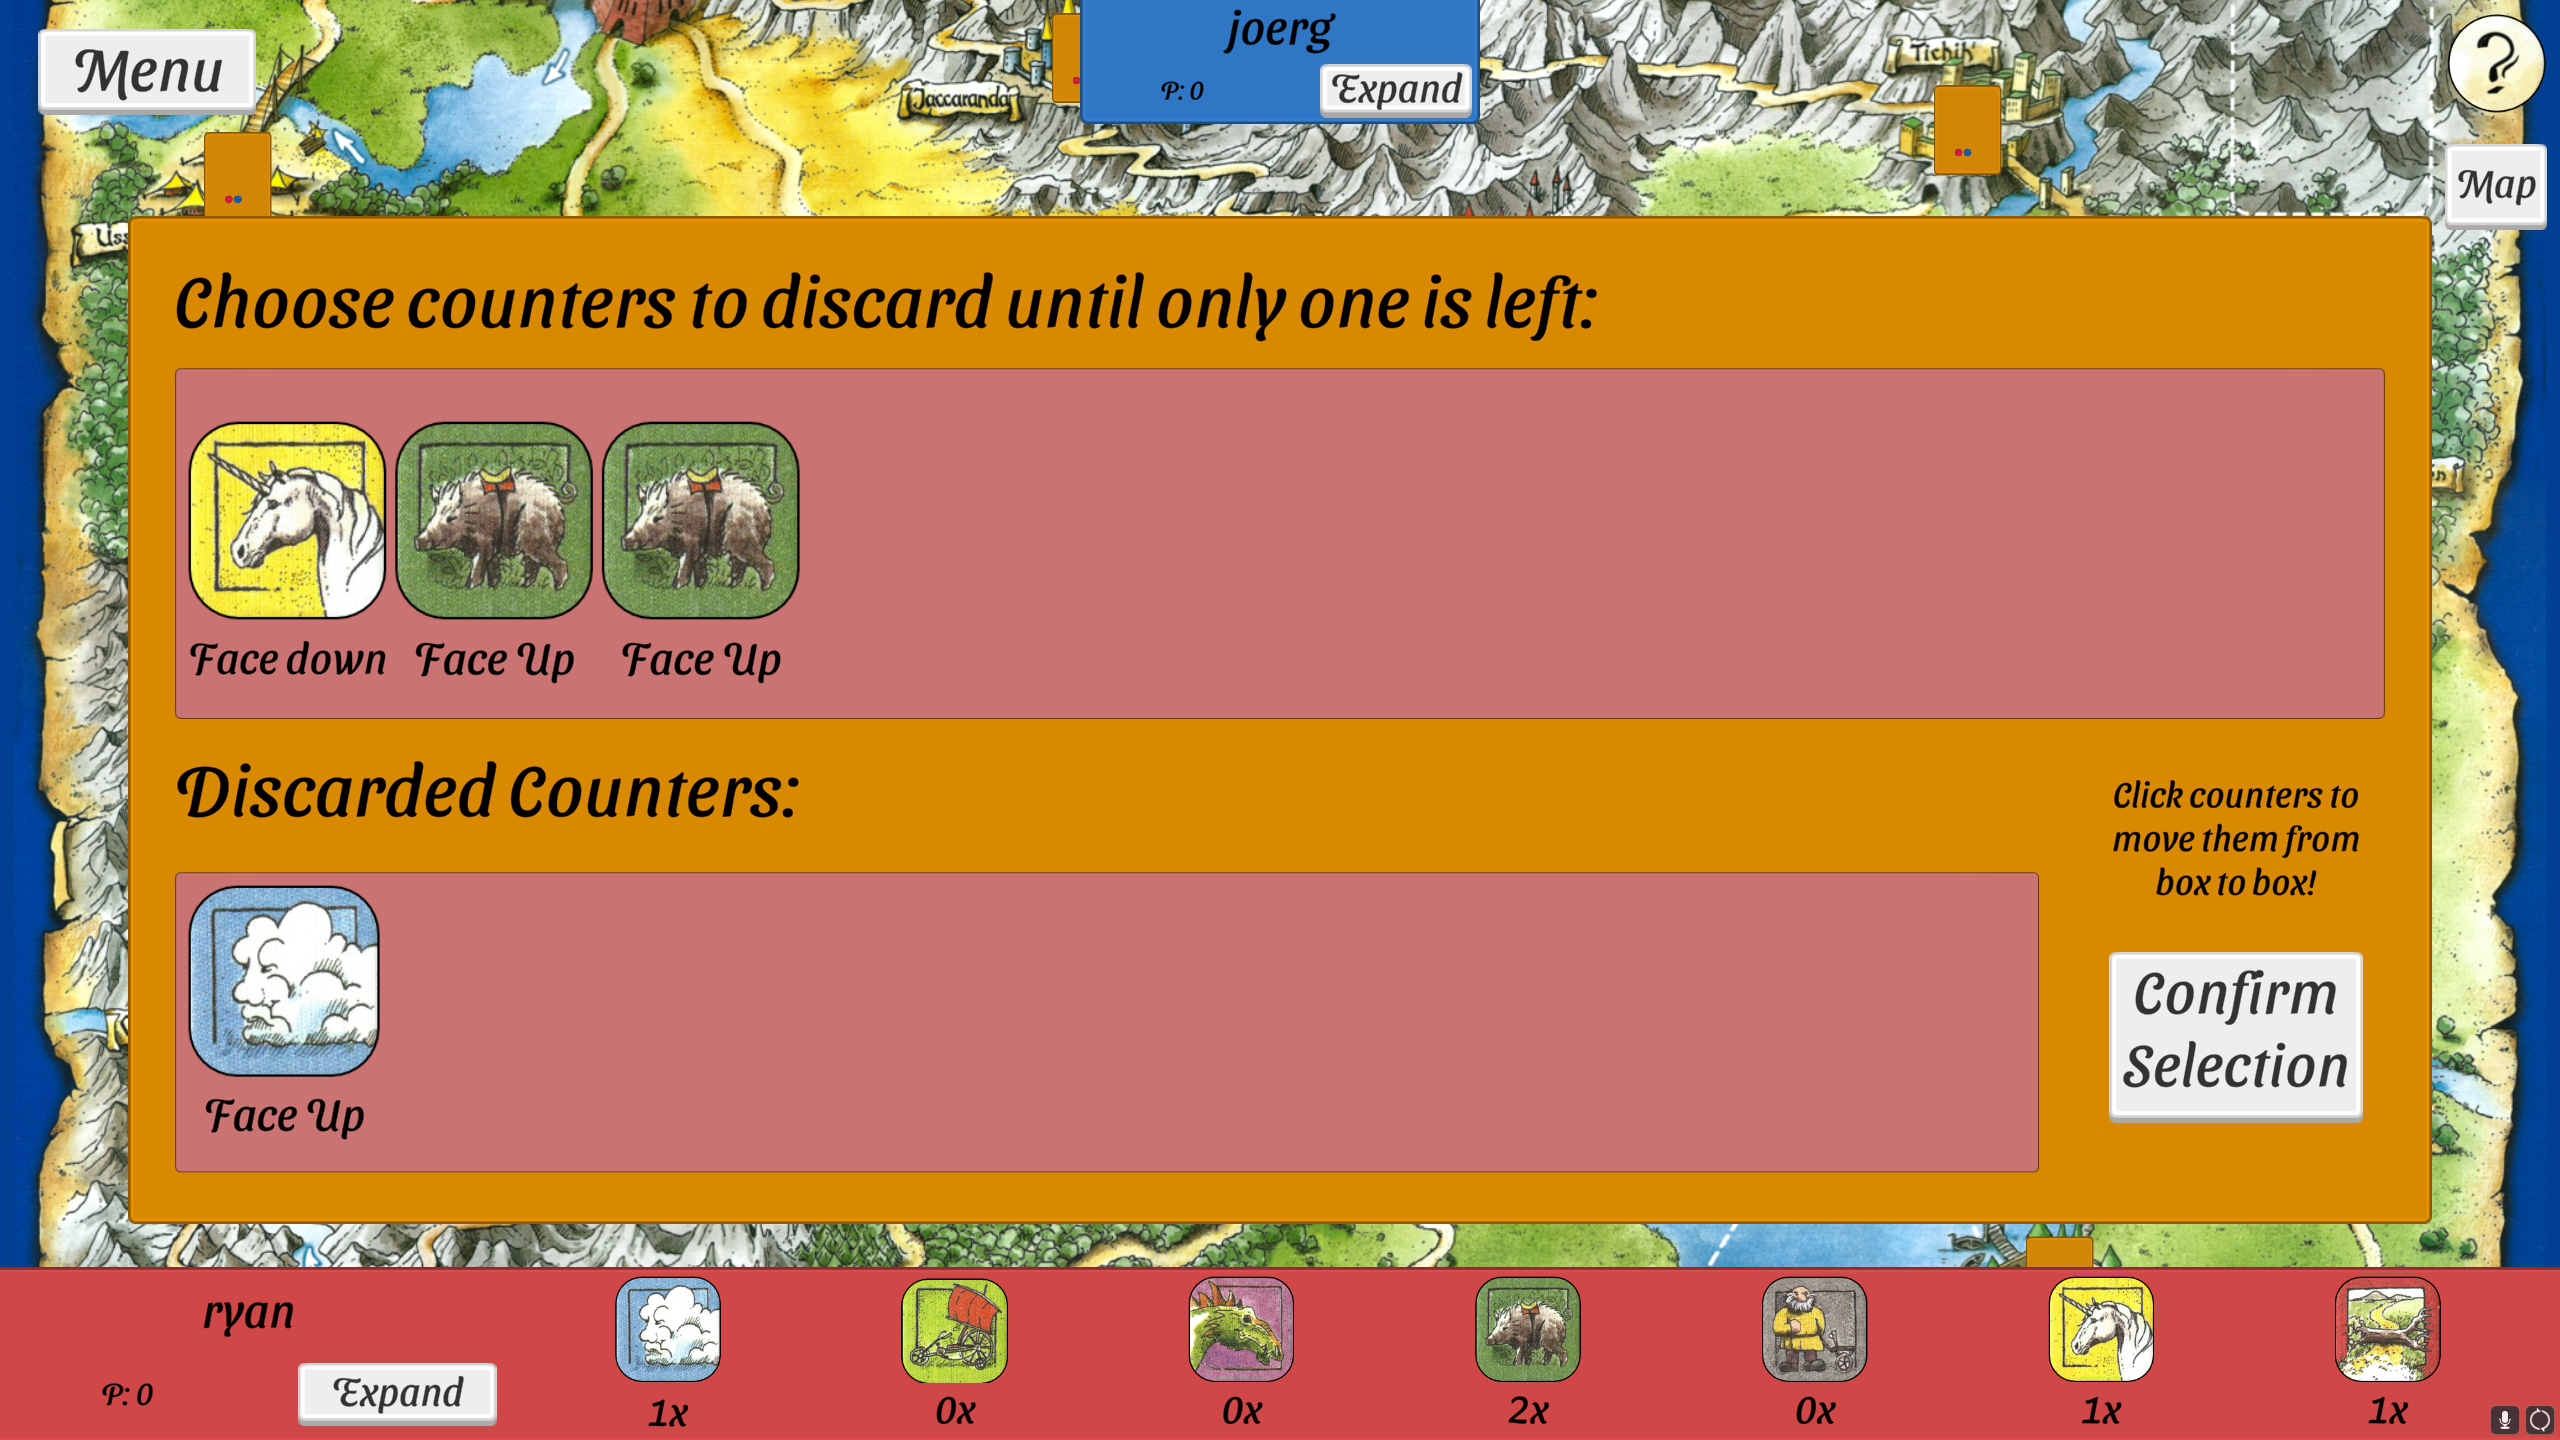 Menu
joerg
P: 0
Expand
Jaccaranda
Tichih
Map
Choose counters to discard until only one is left:
Face down
Face Up
Face Up
Discarded Counters:
Click counters to
move them from
box to box!
Face Up
Confirm
Selection
ryan
P: 0
Expand
1x
0x
0x
2x
0x
1x
1x